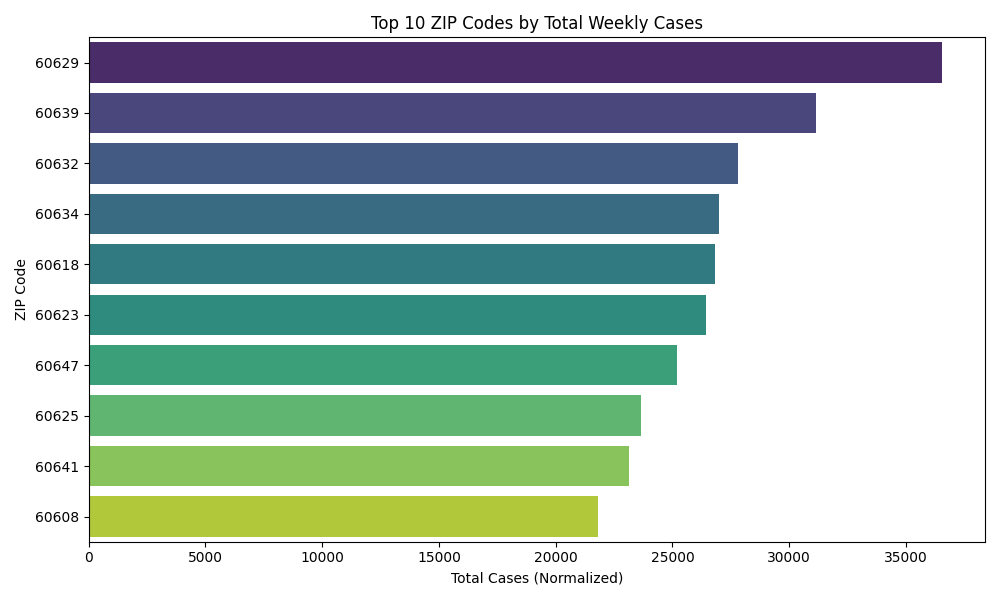 Top 10 ZIP Codes by Total Weekly Cases
ZIP Code
60629
60639
60632
60634
60618
60623
60647
60625
60641
60608
0 5000 10000 15000 20000 25000 30000 35000
Total Cases (Normalized)